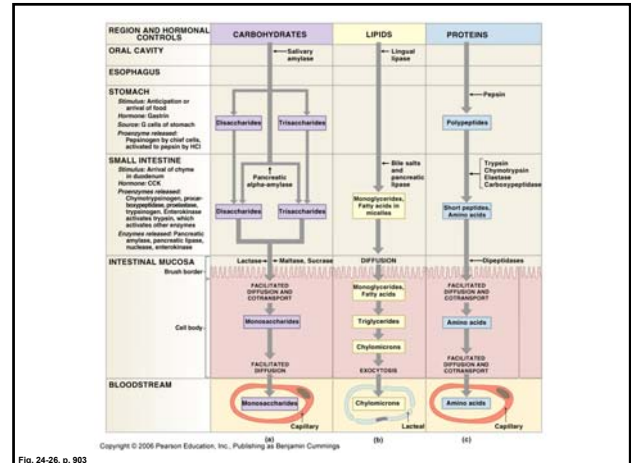 REGION AND HORMONAL
CONTROLS
CARBOHYDRATES
LIPIDS
PROTEINS
ORAL CAVITY
Salivary
amylase
Lingual
lipase
ESOPHAGUS
STOMACH
Stimulus: Anticipation or
arrival of food
Hormone: Gastrin
Source: G cells of stomach
Proenzyme released:
Pepsinogen by chief cells,
activated to pepsin by HCl
Disaccharides
Trisaccharides
Pepsin
Polypeptides
SMALL INTESTINE
Stimulus: Arrival of chyme
in duodenum
Hormone: CCK
Proenzymes released:
Chymotrypsinogen, procar-
boxypeptidase, proelastase,
trypsinogen. Enterokinase
activates trypsin, which
activates other enzymes
Enzymes released: Pancreatic
amylase, pancreatic lipase,
nuclease, enterokinase
Pancreatic
alpha-amylase
Disaccharides
Trisaccharides
Bile salts
and
pancreatic
lipase
Monoglycerides,
Fatty acids in
micelles
Trypsin
Chymotrypsin
Elastase
Carboxypeptidase
Short peptides,
Amino acids
INTESTINAL MUCOSA
Brush border
Lactase
Maltase, Sucrase
DIFFUSION
Dipeptidases
Cell body
FACILITATED
DIFFUSION AND
COTRANSPORT
Monosaccharides
FACILITATED
DIFFUSION
Monoglycerides,
Fatty acids
Triglycerides
Chylomicrons
EXOCYTOSIS
FACILITATED
DIFFUSION AND
COTRANSPORT
Amino acids
FACILITATED
DIFFUSION AND
COTRANSPORT
BLOODSTREAM
Monosaccharides
Capillary
Chylomicrons
Lacteal
Amino acids
Capillary
(a)
(b)
(c)
Copyright © 2006 Pearson Education, Inc., Publishing as Benjamin Cummings
Fig. 24-26, p. 903